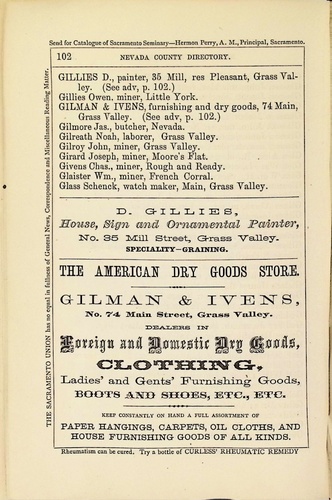 Send for Catalogue of Sacramento Seminary—Hermon Perry, A. M., Principal, Sacramento.
102 NEVADA COUNTY DIRECTORY.
GILLIES D., painter, 35 Mill, res Pleasant, Grass Val-
ley. (See adv, p. 102.)
Gillies Owen, miner, Little York.
GILMAN & IVENS, furnishing and dry goods, 74 Main,
Grass Valley. (See adv, p. 102.)
Gilmore Jas., butcher, Nevada.
Gilreath Noah, laborer, Grass Valley.
Gilroy John, miner, Grass Valley.
Girard Joseph, miner, Moore's Flat.
Givens Chas., miner, Rough and Ready.
Glaister Wm., miner, French Corral.
Glass Schenck, watch maker, Main, Grass Valley.
D. GILLIES,
House, Sign and Ornamental Painter,
No. 35 Mill Street, Grass Valley.
SPECIALITY-GRAINING.
THE AMERICAN DRY GOODS STORE.
GILMAN & IVENS,
No. 74 Main Street, Grass Valley.
DEALERS IN
Foreign and Domestic Dry Goods,
CLOTHING,
Ladies' and Gents' Furnishing Goods,
BOOTS AND SHOES, ETC., ETC.
KEEP CONSTANTLY ON HAND A FULL ASSORTMENT OF
PAPER HANGINGS, CARPETS, OIL CLOTHS, AND
HOUSE FURNISHING GOODS OF ALL KINDS.
Rheumatism can be cured. Try a bottle of CURLESS' RHEUMATIC REMEDY
THE SACRAMENTO UNION has no equal in fullness of General News, Correspondence and Miscellaneous Reading Matter.